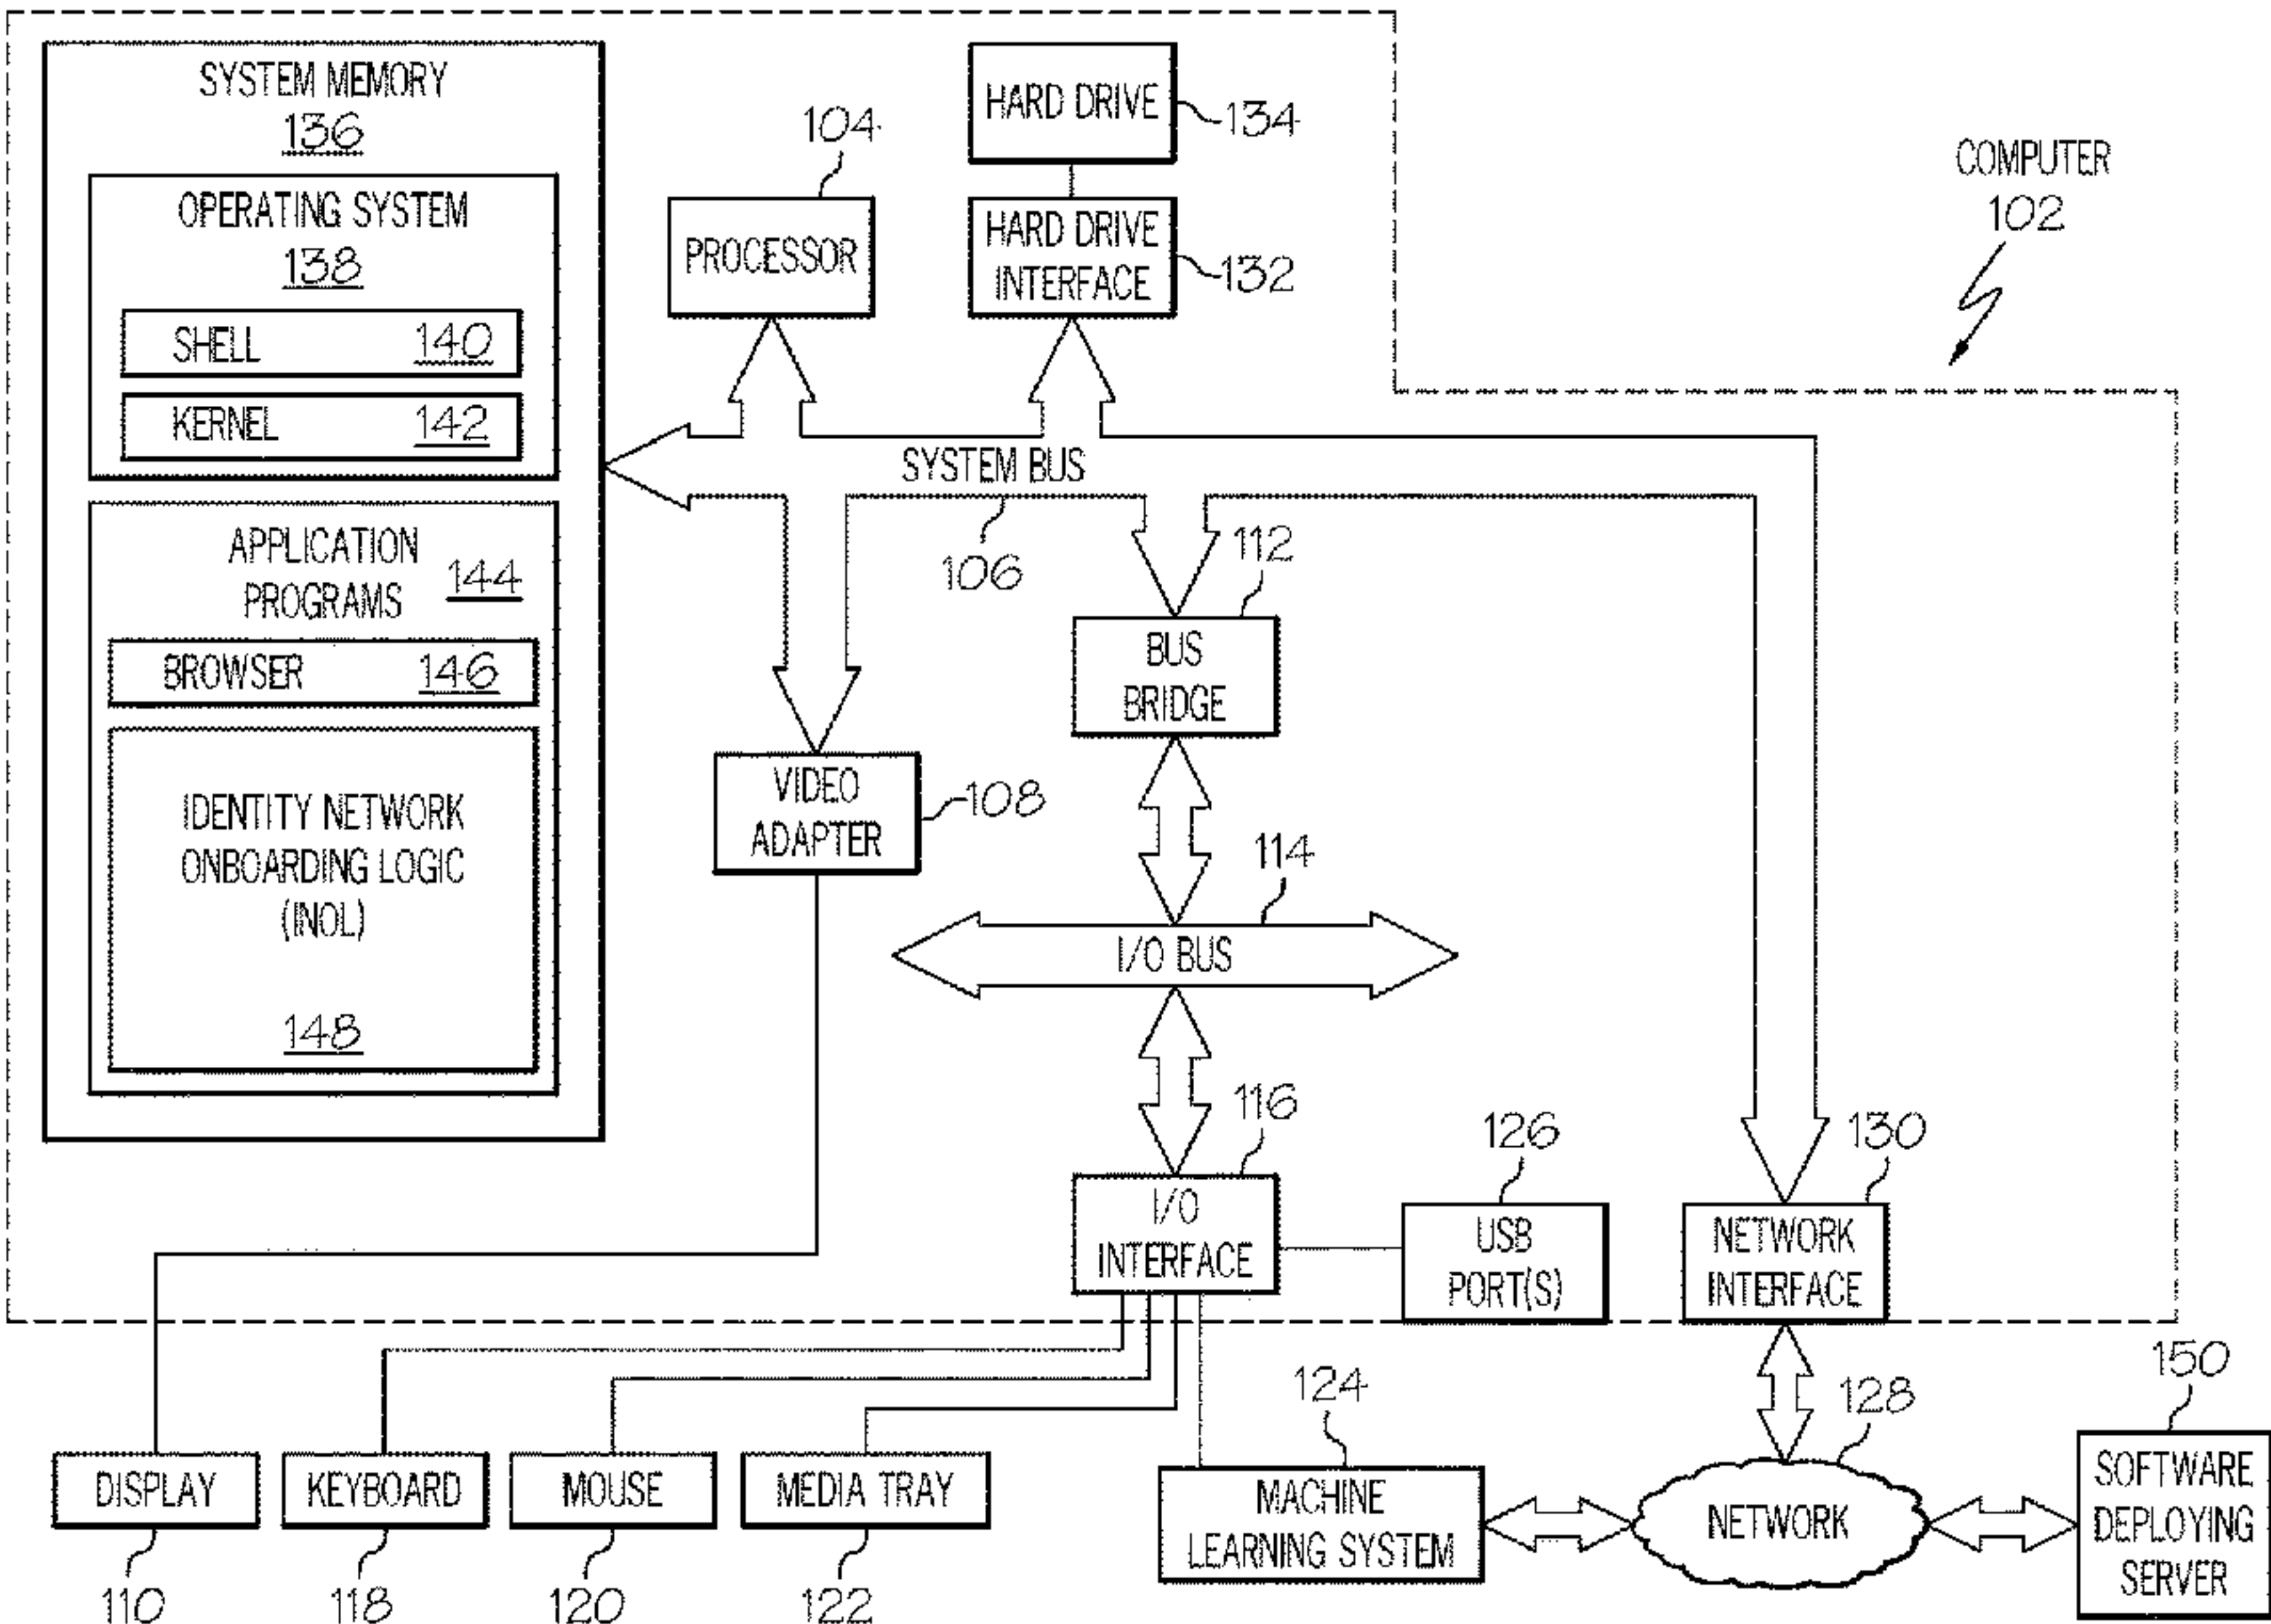 SYSTEM MEMORY
136
OPERATING SYSTEM
138
SHELL 140
KERNEL 142
APPLICATION
PROGRAMS 144
BROWSER 146
IDENTITY NETWORK
ONBOARDING LOGIC
(INOL)
148
104
PROCESSOR
HARD DRIVE
134
HARD DRIVE
INTERFACE
132
COMPUTER
102
SYSTEM BUS
106
112
BUS
BRIDGE
VIDEO
ADAPTER
108
114
I/O BUS
116
I/O
INTERFACE
126
USB
PORT(S)
130
NETWORK
INTERFACE
DISPLAY
110
KEYBOARD
118
MOUSE
120
MEDIA TRAY
122
124
MACHINE
LEARNING SYSTEM
128
NETWORK
150
SOFTWARE
DEPLOYING
SERVER